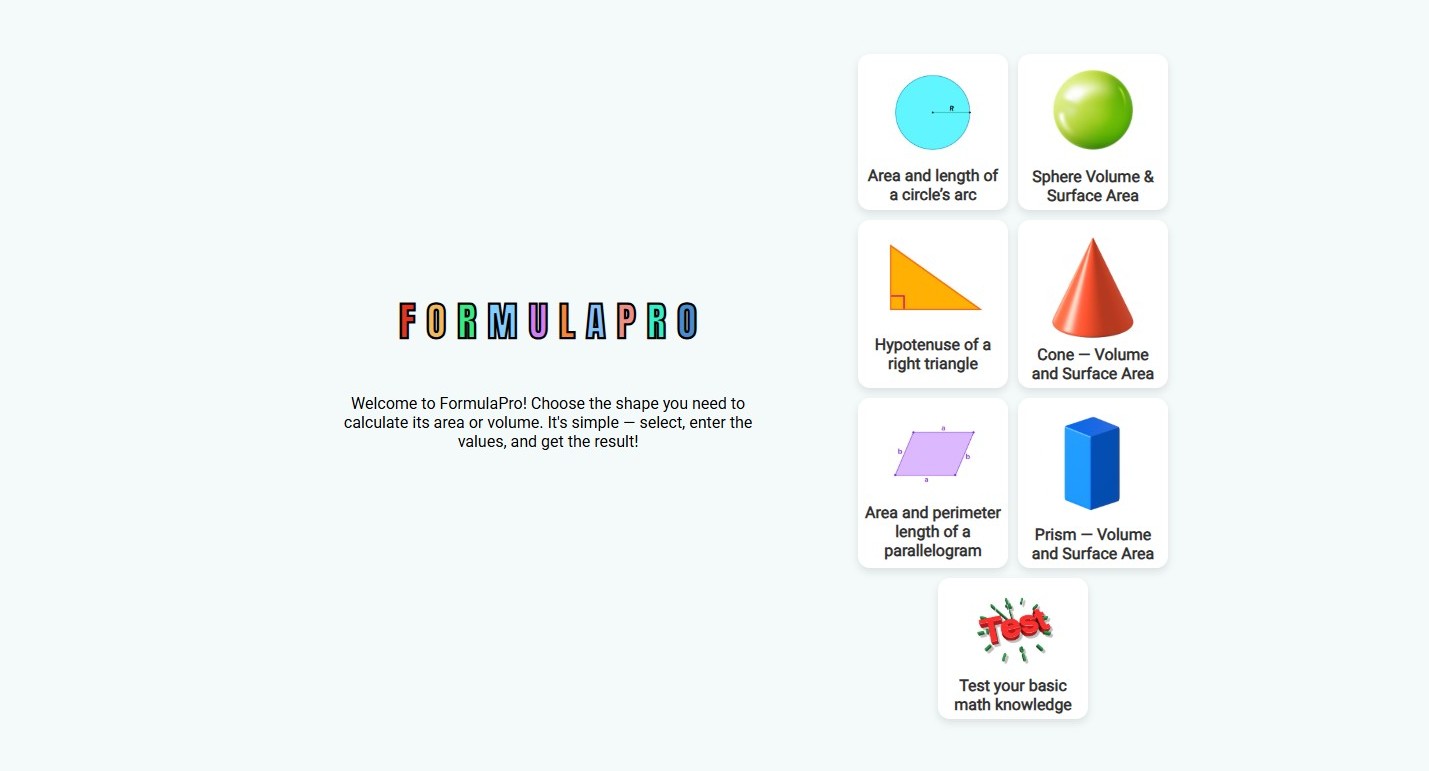 FORMULAPRO
Welcome to FormulaPro! Choose the shape you need to
calculate its area or volume. It's simple — select, enter the
values, and get the result!
R
Area and length of
a circle’s arc
Sphere Volume &
Surface Area
Hypotenuse of a
right triangle
Cone — Volume
and Surface Area
a
b
b
a
Area and perimeter
length of a
parallelogram
Prism — Volume
and Surface Area
Test
Test your basic
math knowledge